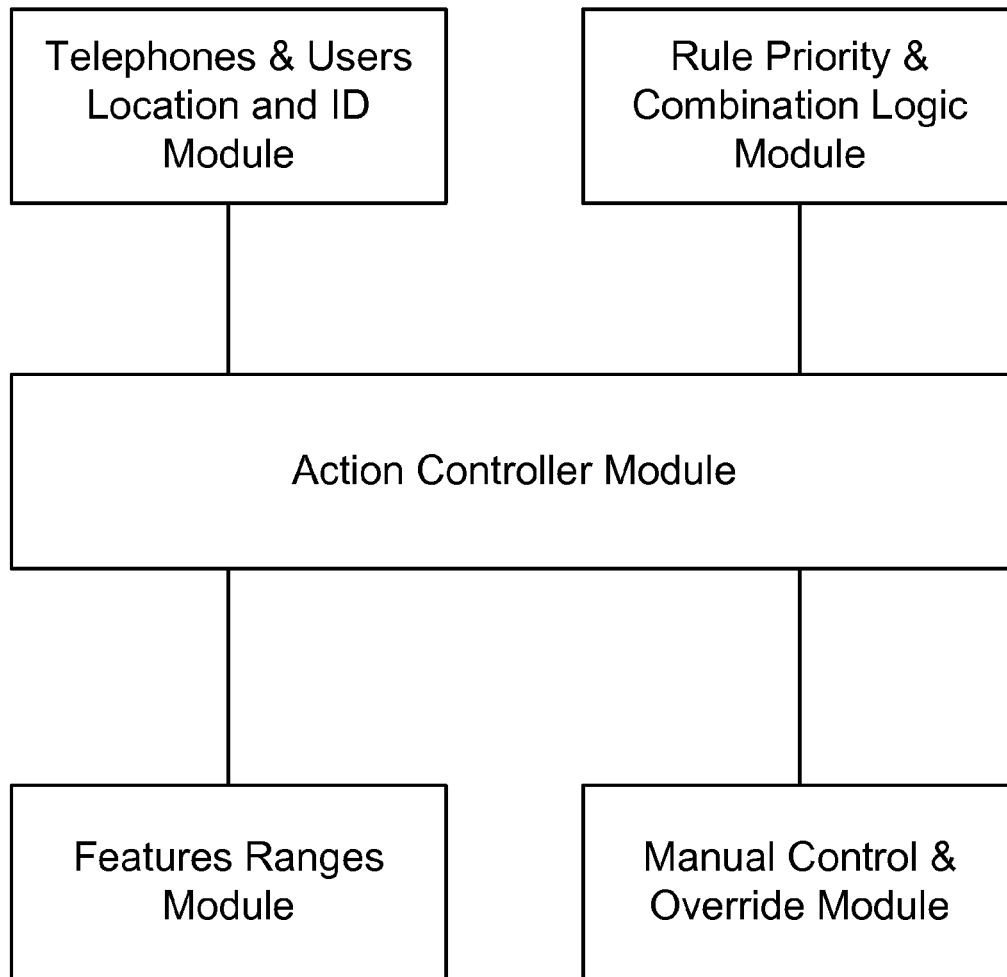 Telephones & Users
Location and ID
Module
Rule Priority &
Combination Logic
Module
Action Controller Module
Features Ranges
Module
Manual Control &
Override Module